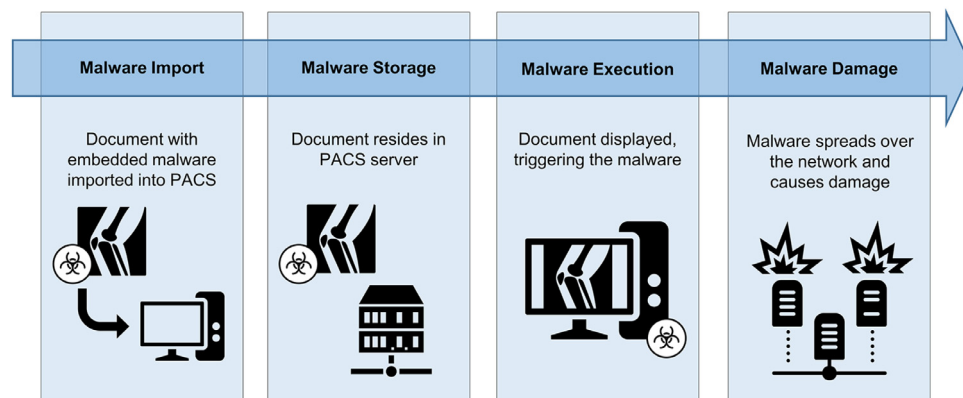 Malware Import
Malware Storage
Malware Execution
Malware Damage
Document with
embedded malware
imported into PACS
Document resides in
PACS server
Document displayed,
triggering the malware
Malware spreads over
the network and
causes damage